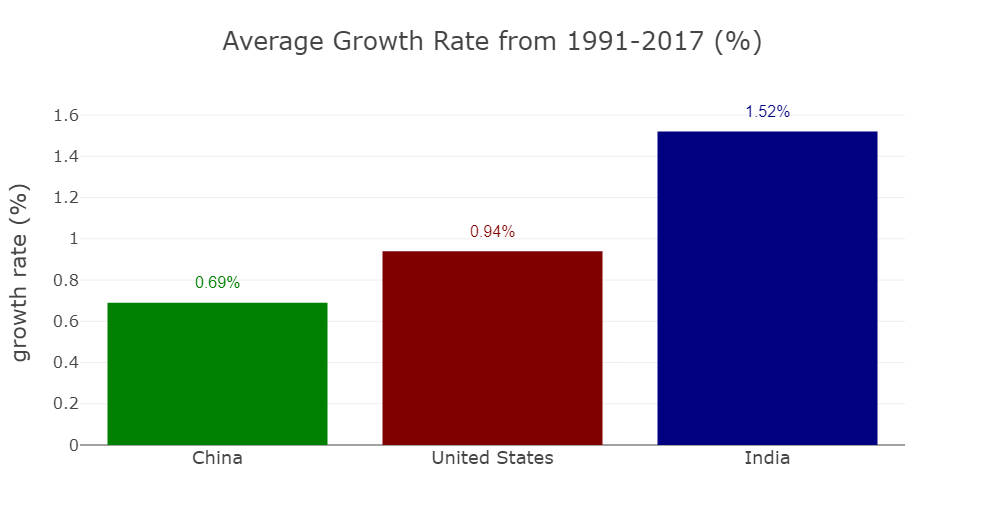 Average Growth Rate from 1991-2017 (%)
growth rate (%)
1.6
1.4
1.2
1
0.8
0.6
0.4
0.2
0
0.69%
0.94%
1.52%
China
United States
India